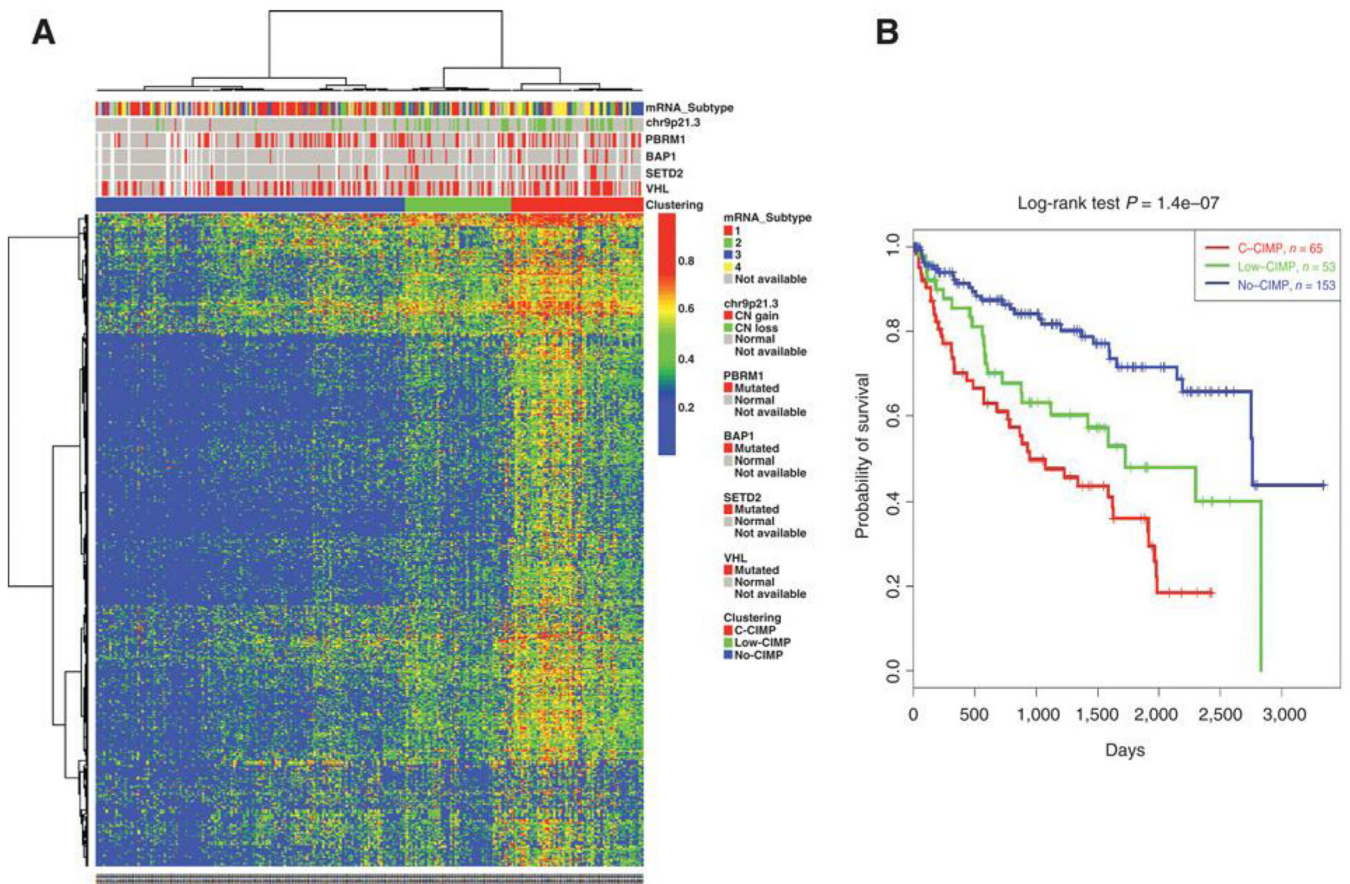 A
mRNA_Subtype
chr9p21.3
PBRM1
BAP1
SETD2
VHL
Clustering
0.8
0.6
0.4
0.2
mRNA_Subtype
1
2
3
4
Not available
chr9p21.3
CN gain
CN loss
Normal
Not available
PBRM1
Mutated
Normal
Not available
BAP1
Mutated
Normal
Not available
SETD2
Mutated
Normal
Not available
VHL
Mutated
Normal
Not available
Clustering
C-CIMP
Low-CIMP
No-CIMP
B
Log-rank test P = 1.4e–07
C–CIMP, n = 65
Low–CIMP, n = 53
No–CIMP, n = 153
Probability of survival
1.0
0.8
0.6
0.4
0.2
0.0
0 500 1,000 1,500 2,000 2,500 3,000
Days